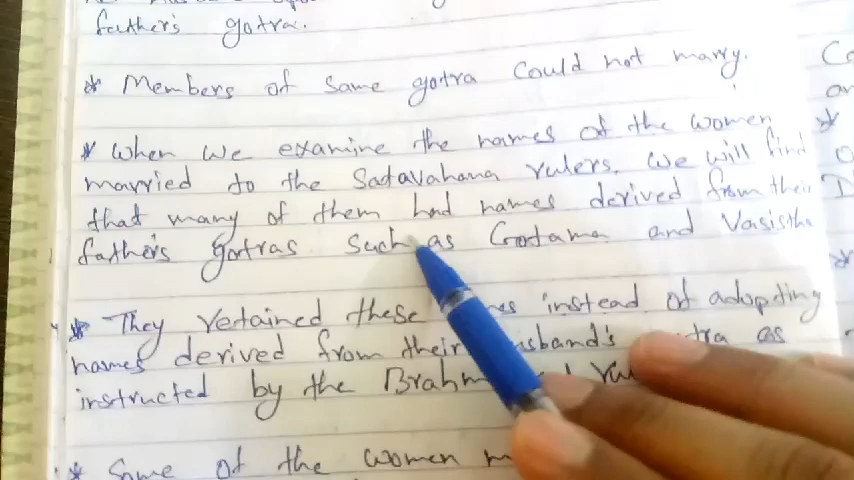 father's gotra.
* Members of same gotra could not marry.
* When we examine the names of the women
married to the Satavahana rulers. We will find
that many of them had names derived from their
father's gotras. Such as Gotama and Vasistha
* They retained these instead of adopting
names derived from their husband's as
instructed by the
* Some of the women